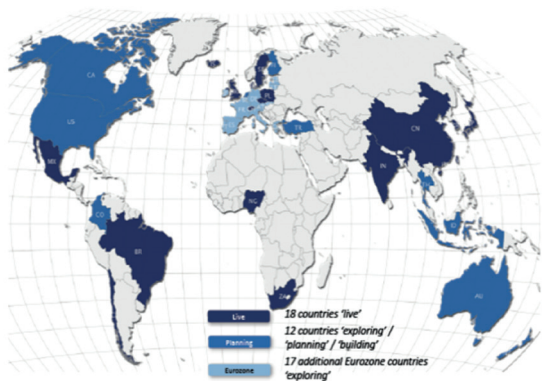 CA
US
MX
CO
BR
NG
ZA
PL
TR
CN
IN
ID
AU
Live
18 countries 'live'
Planning
12 countries 'exploring' /
'planning' / 'building'
Eurozone
17 additional Eurozone countries
'exploring'